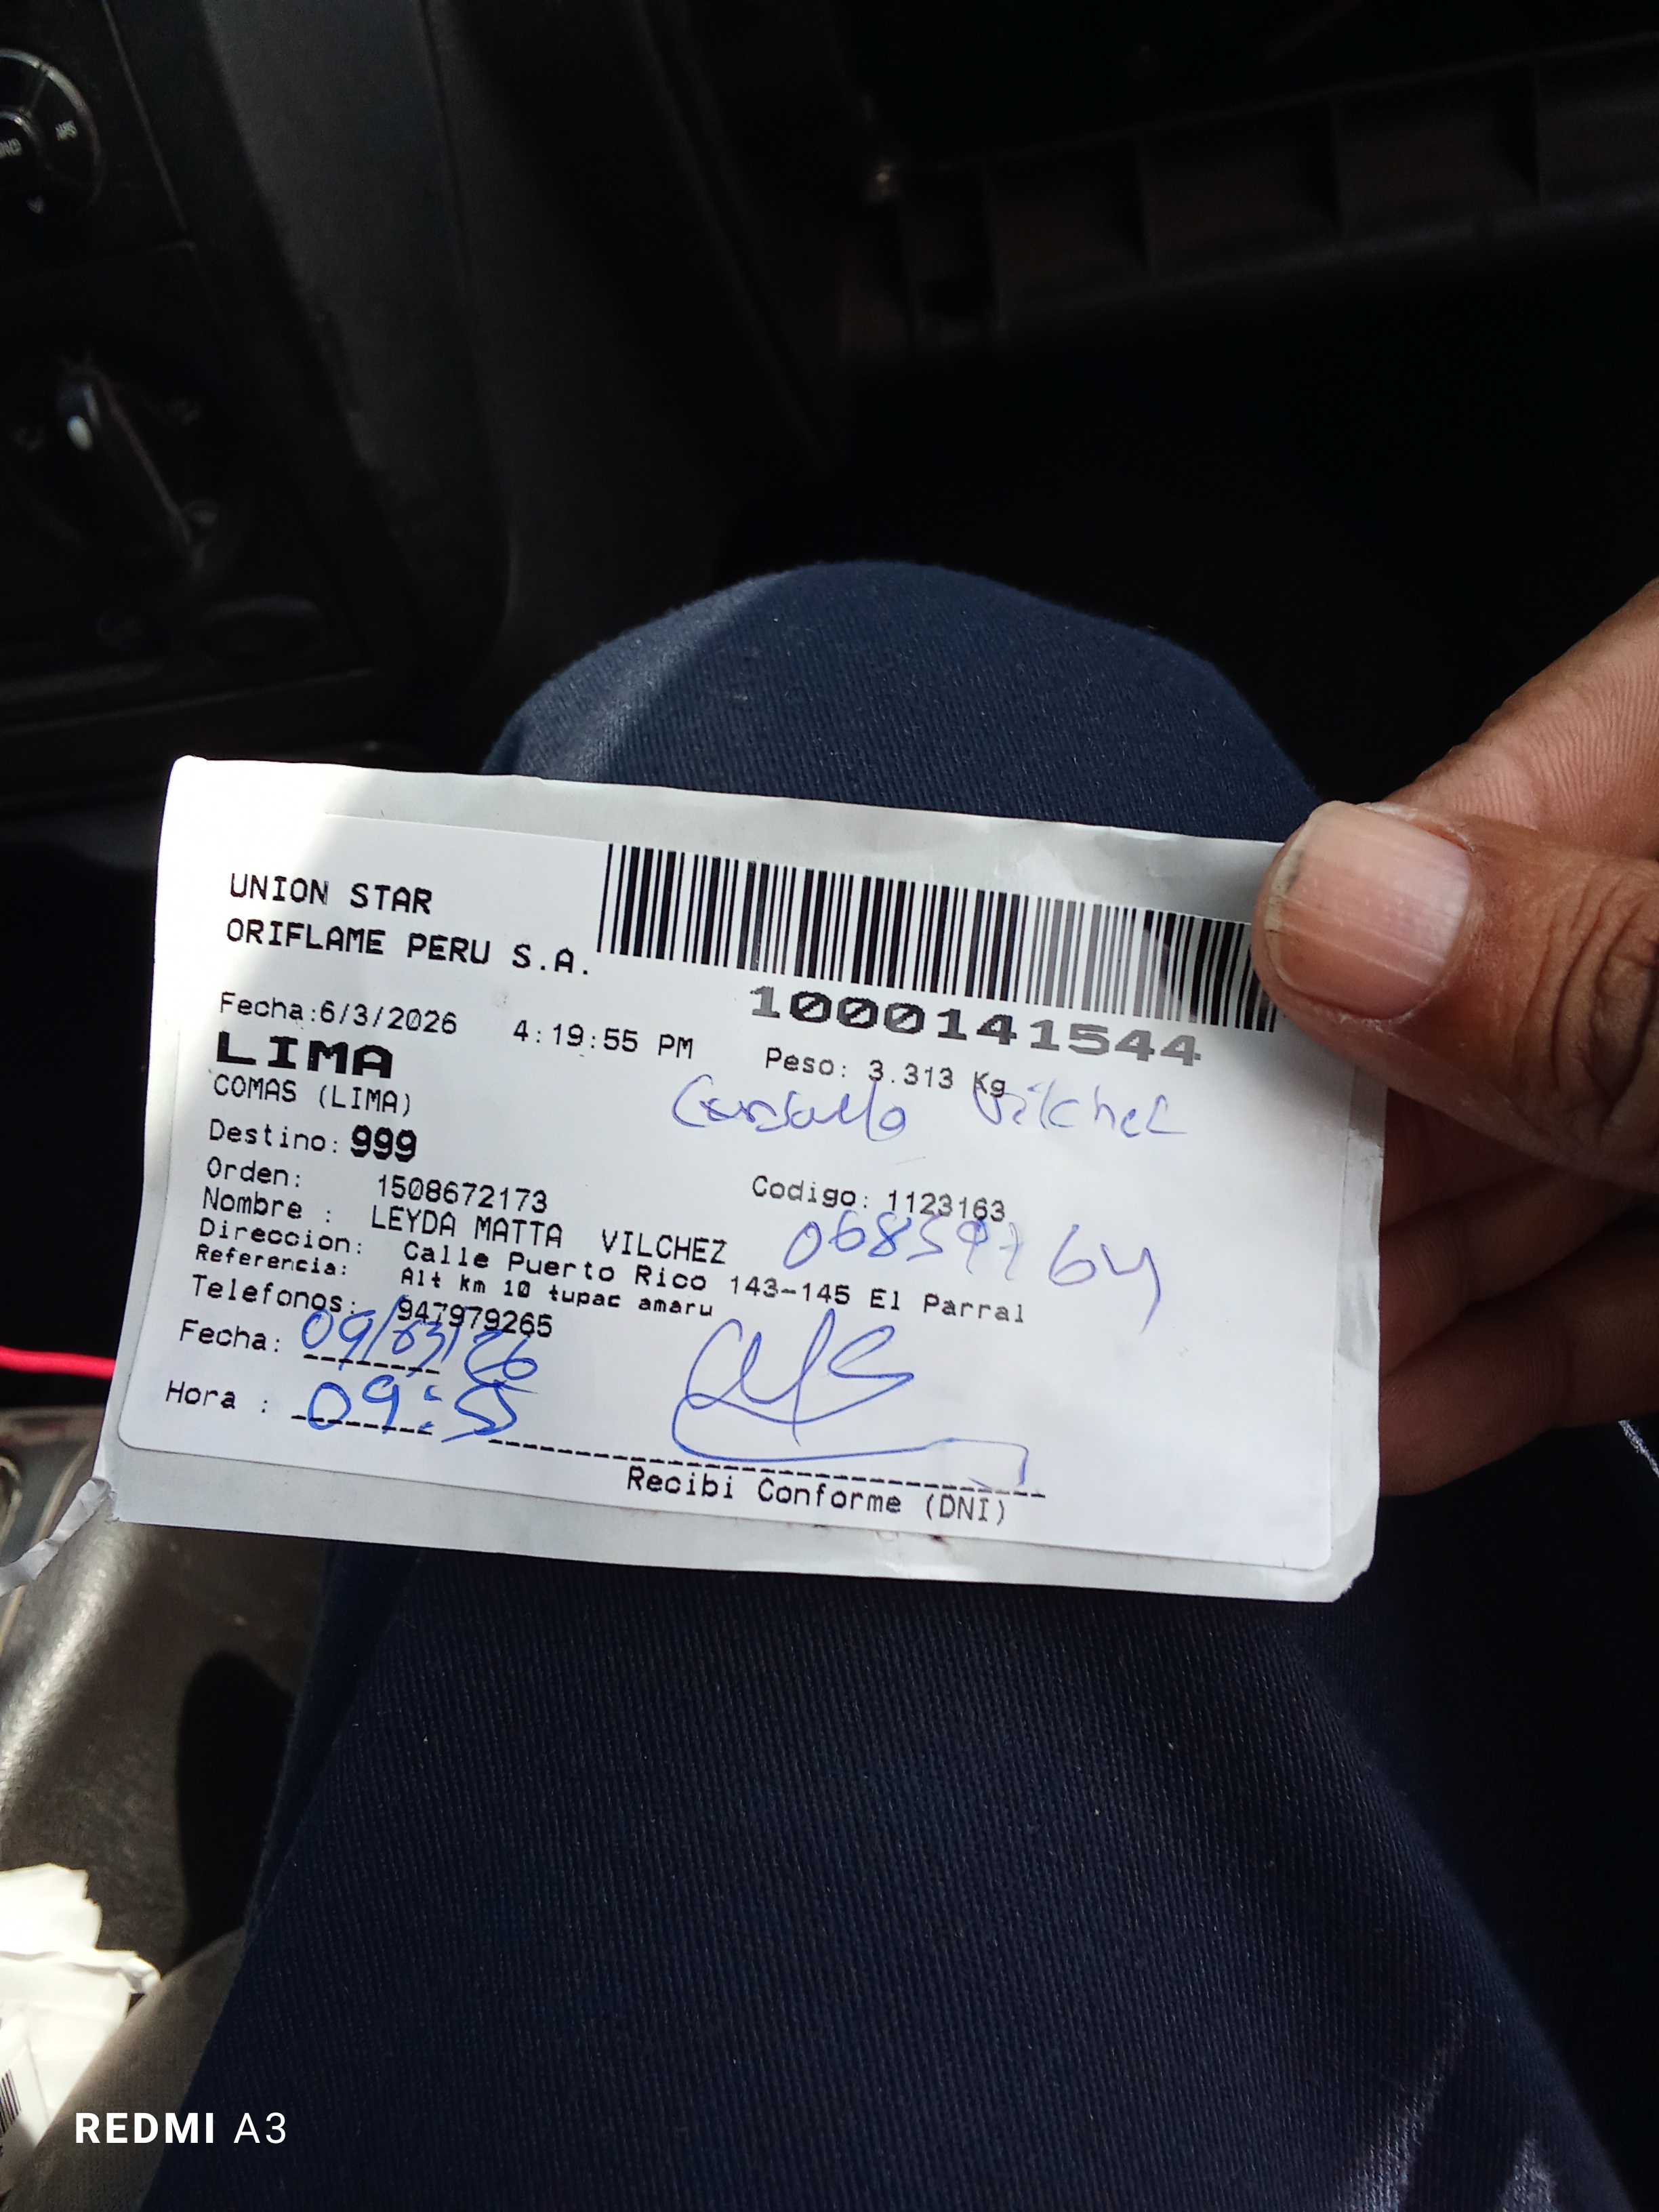 UNION STAR
ORIFLAME PERU S.A.
1000141544
Fecha:6/3/2026 4:19:55 PM Peso: 3.313 Kg
LIMA
COMAS (LIMA)
Vilchez
Destino: 999
Orden: 1508672173 Codigo: 1123163
Nombre : LEYDA MATTA VILCHEZ
Direccion: Calle Puerto Rico 143-145 El Parral
Referencia: Alt km 10 tupac amaru
Telefonos: 947979265
Fecha: 09/03/26
Hora : 09:55
Recibi Conforme (DNI)
REDMI A3